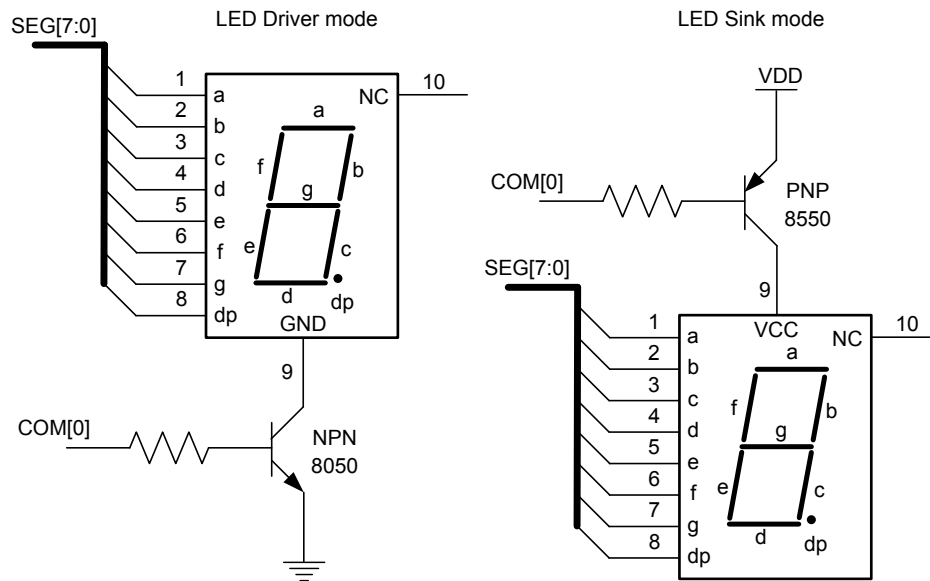 LED Driver mode
SEG[7:0]
1 a
2 b
3 c
4 d
5 e
6 f
7 g
8 dp
NC 10
a
f b
g
e c
d dp
GND
9
COM[0]
NPN
8050
LED Sink mode
VDD
COM[0]
PNP
8550
SEG[7:0]
9
VCC
1 a
2 b
3 c
4 d
5 e
6 f
7 g
8 dp
NC 10
a
f b
g
e c
d dp